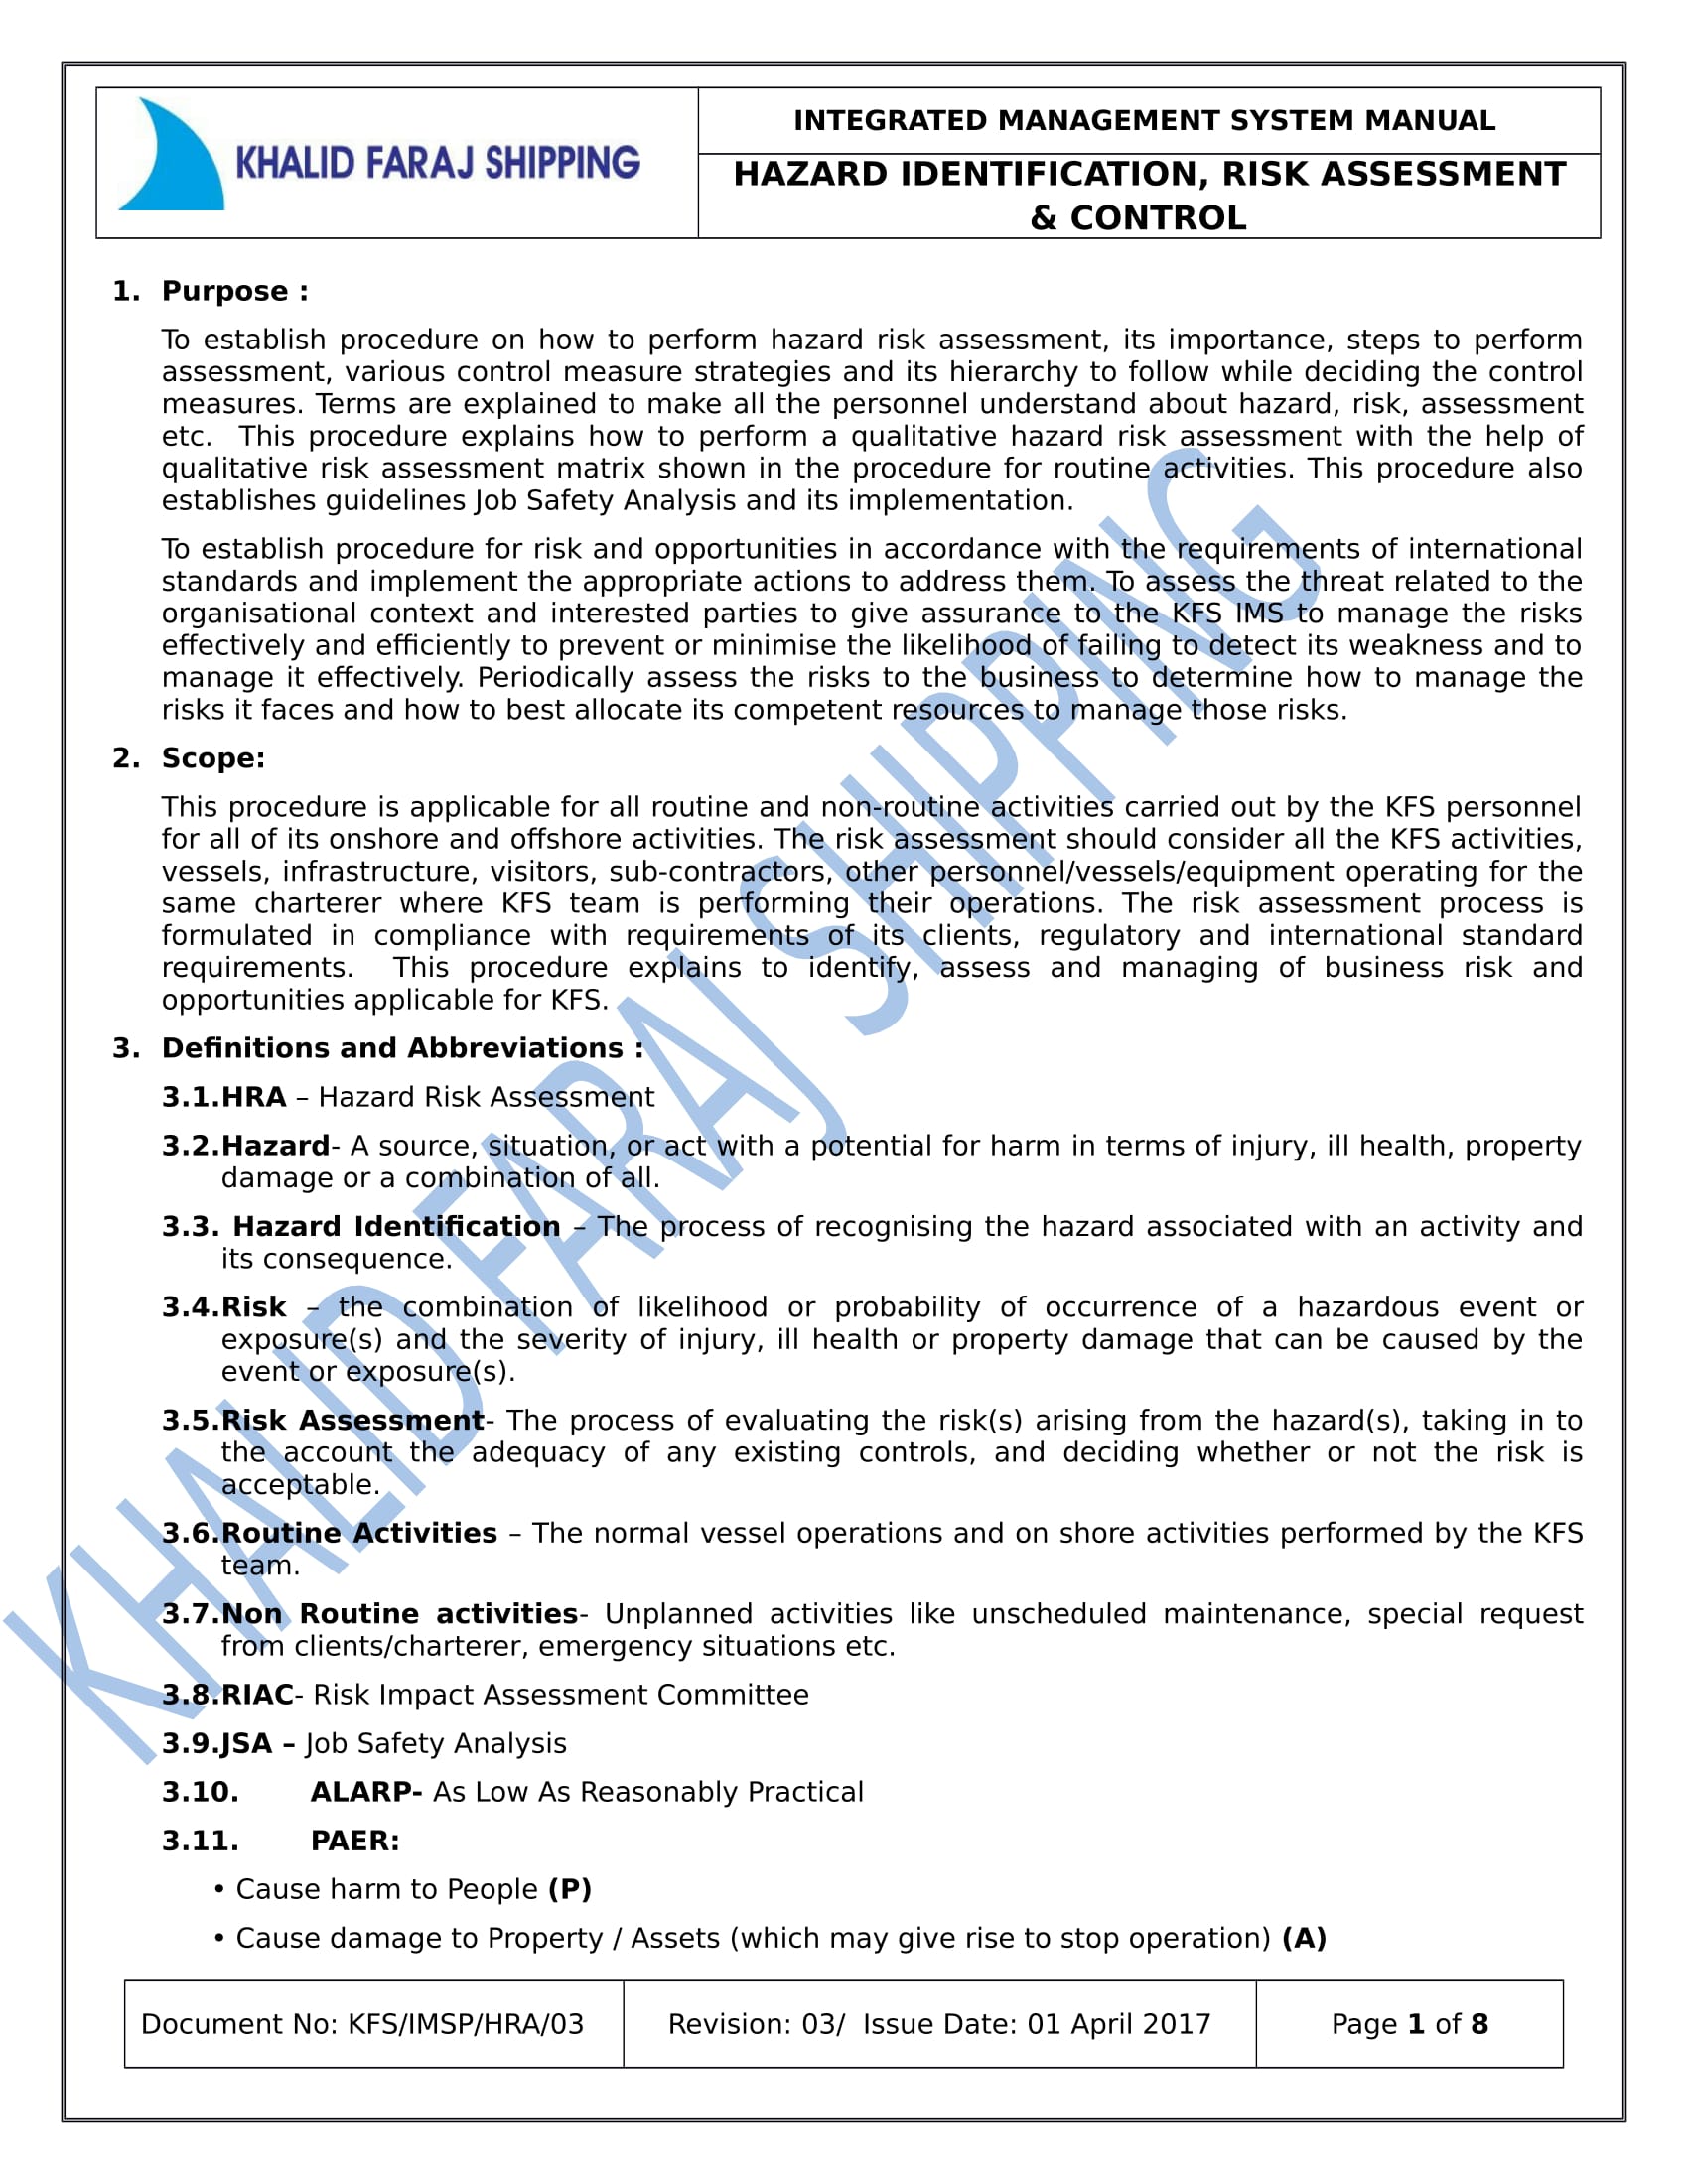 KHALID FARAJ SHIPPING
INTEGRATED MANAGEMENT SYSTEM MANUAL
HAZARD IDENTIFICATION, RISK ASSESSMENT
& CONTROL
1. Purpose :
To establish procedure on how to perform hazard risk assessment, its importance, steps to perform
assessment, various control measure strategies and its hierarchy to follow while deciding the control
measures. Terms are explained to make all the personnel understand about hazard, risk, assessment
etc.  This procedure explains how to perform a qualitative hazard risk assessment with the help of
qualitative risk assessment matrix shown in the procedure for routine activities. This procedure also
establishes guidelines Job Safety Analysis and its implementation.
To establish procedure for risk and opportunities in accordance with the requirements of international
standards and implement the appropriate actions to address them. To assess the threat related to the
organisational context and interested parties to give assurance to the KFS IMS to manage the risks
effectively and efficiently to prevent or minimise the likelihood of failing to detect its weakness and to
manage it effectively. Periodically assess the risks to the business to determine how to manage the
risks it faces and how to best allocate its competent resources to manage those risks.
2. Scope:
This procedure is applicable for all routine and non-routine activities carried out by the KFS personnel
for all of its onshore and offshore activities. The risk assessment should consider all the KFS activities,
vessels, infrastructure, visitors, sub-contractors, other personnel/vessels/equipment operating for the
same charterer where KFS team is performing their operations. The risk assessment process is
formulated in compliance with requirements of its clients, regulatory and international standard
requirements.  This procedure explains to identify, assess and managing of business risk and
opportunities applicable for KFS.
3. Definitions and Abbreviations :
3.1.HRA – Hazard Risk Assessment
3.2.Hazard- A source, situation, or act with a potential for harm in terms of injury, ill health, property
damage or a combination of all.
3.3. Hazard Identification – The process of recognising the hazard associated with an activity and
its consequence.
3.4.Risk – the combination of likelihood or probability of occurrence of a hazardous event or
exposure(s) and the severity of injury, ill health or property damage that can be caused by the
event or exposure(s).
3.5.Risk Assessment- The process of evaluating the risk(s) arising from the hazard(s), taking in to
the account the adequacy of any existing controls, and deciding whether or not the risk is
acceptable.
3.6.Routine Activities – The normal vessel operations and on shore activities performed by the KFS
team.
3.7.Non Routine activities- Unplanned activities like unscheduled maintenance, special request
from clients/charterer, emergency situations etc.
3.8.RIAC- Risk Impact Assessment Committee
3.9.JSA – Job Safety Analysis
3.10. ALARP- As Low As Reasonably Practical
3.11. PAER:
• Cause harm to People (P)
• Cause damage to Property / Assets (which may give rise to stop operation) (A)
Document No: KFS/IMSP/HRA/03
Revision: 03/  Issue Date: 01 April 2017
Page 1 of 8
KHALID FARAJ SHIPPING